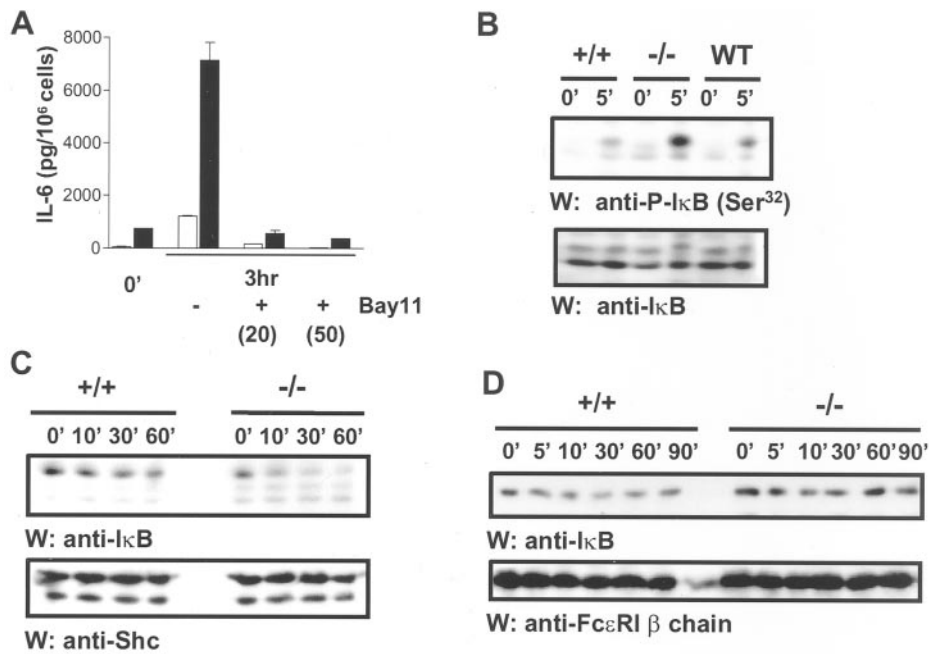 A
IL-6 (pg/10⁶ cells)
8000
6000
4000
2000
0
0'
3hr
- + + Bay11
(20) (50)
B
+/+ -/- WT
0' 5' 0' 5' 0' 5'
W: anti-P-IκB (Ser³²)
W: anti-IκB
C
+/+ -/-
0' 10' 30' 60' 0' 10' 30' 60'
W: anti-IκB
W: anti-Shc
D
+/+ -/-
0' 5' 10' 30' 60' 90' 0' 5' 10' 30' 60' 90'
W: anti-IκB
W: anti-FcεRI β chain